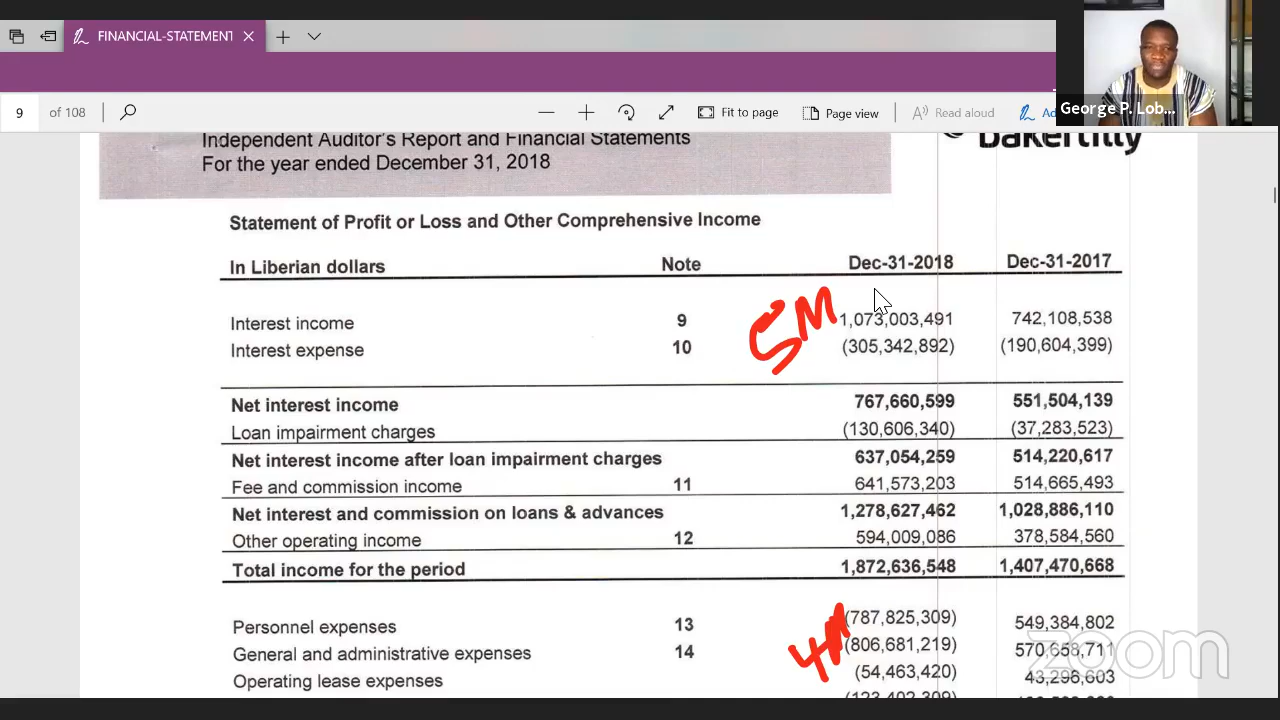 FINANCIAL-STATEMENT
9 of 108 Fit to page Page view Read aloud
George P. Lob...
Independent Auditor's Report and Financial Statements
For the year ended December 31, 2018
bakertilly
Statement of Profit or Loss and Other Comprehensive Income
In Liberian dollars Note Dec-31-2018 Dec-31-2017
5M
Interest income 9 1,073,003,491 742,108,538
Interest expense 10 (305,342,892) (190,604,399)
Net interest income 767,660,599 551,504,139
Loan impairment charges (130,606,340) (37,283,523)
Net interest income after loan impairment charges 637,054,259 514,220,617
Fee and commission income 11 641,573,203 514,665,493
Net interest and commission on loans & advances 1,278,627,462 1,028,886,110
Other operating income 12 594,009,086 378,584,560
Total income for the period 1,872,636,548 1,407,470,668
Personnel expenses 13 (787,825,309) 549,384,802
4M
General and administrative expenses 14 (806,681,219) 570,658,711
Operating lease expenses (54,463,420) 43,296,603
zoom